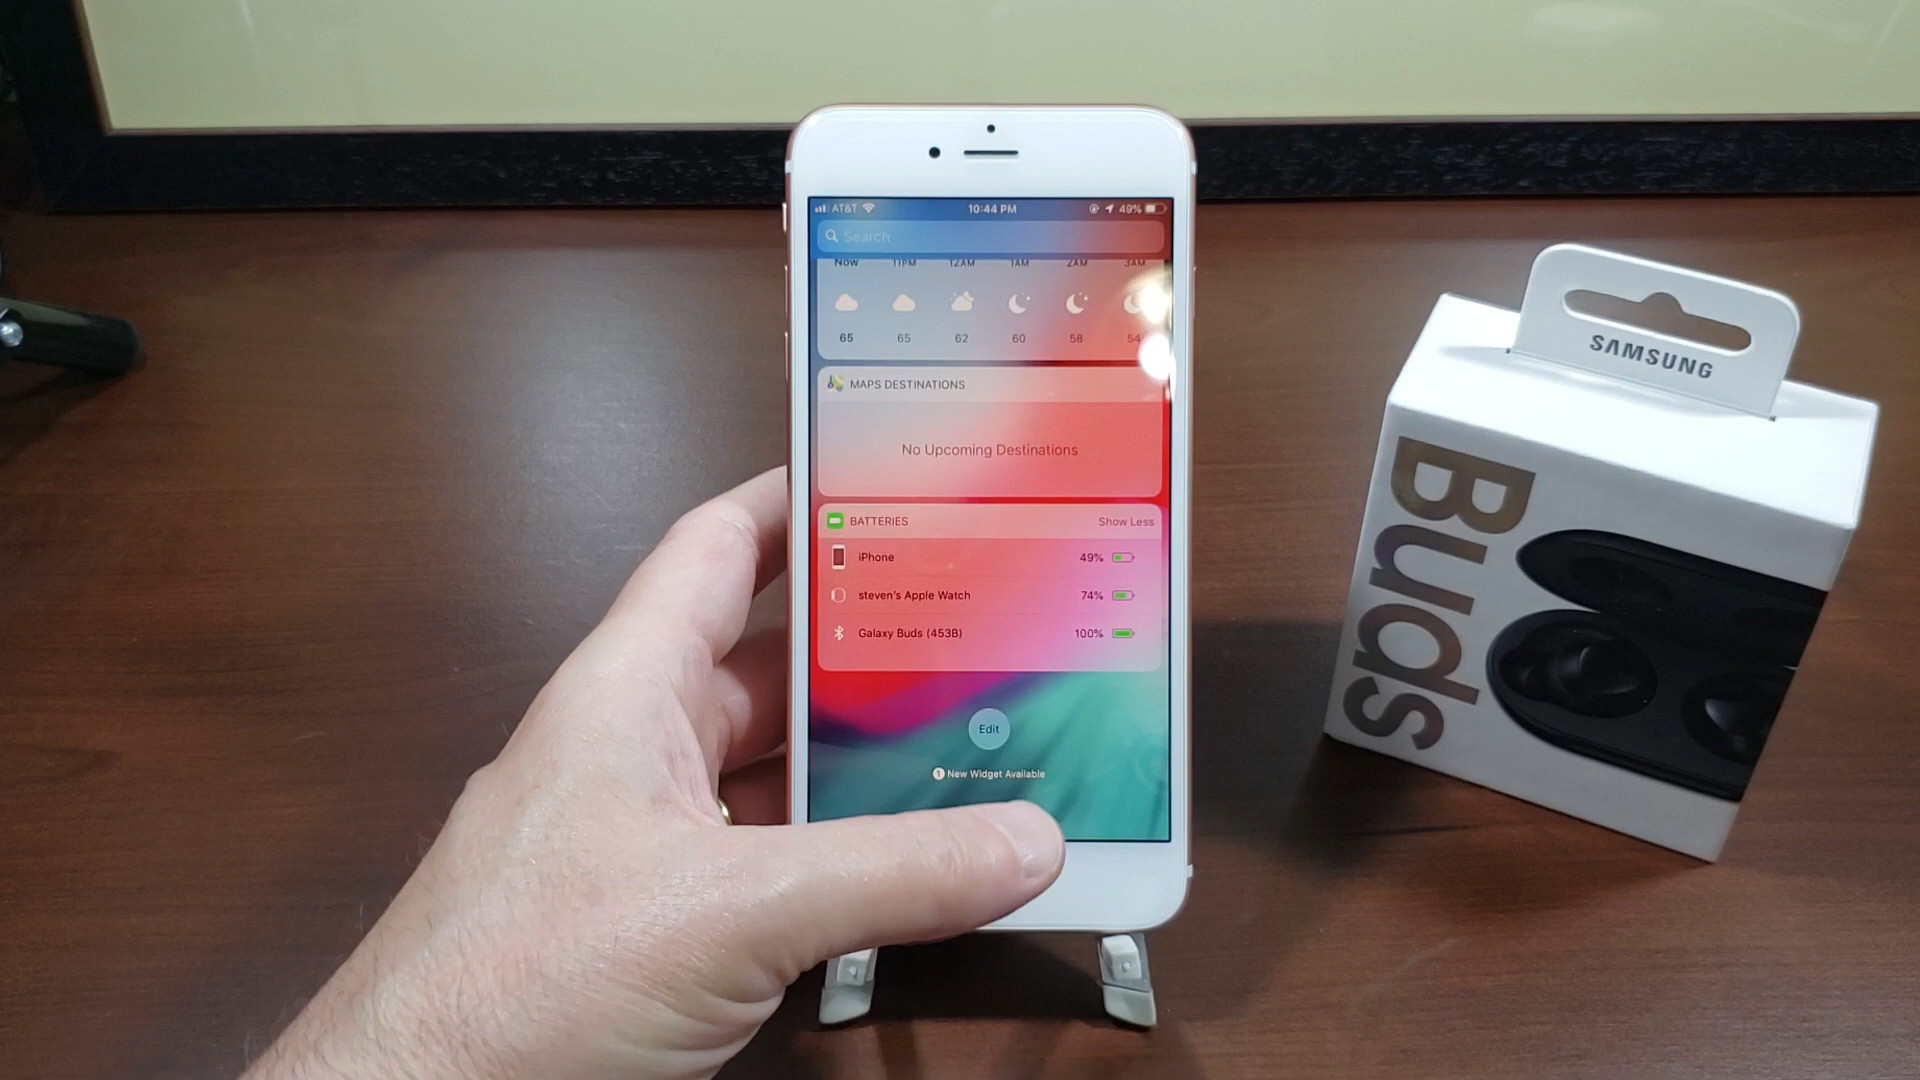 AT&T 10:44 PM 49%
Search
Now 11PM 12AM 1AM 2AM 3AM
65 65 62 60 58 54
MAPS DESTINATIONS
No Upcoming Destinations
BATTERIES Show Less
iPhone 49%
steven's Apple Watch 74%
Galaxy Buds (453B) 100%
Edit
1 New Widget Available
SAMSUNG
Buds